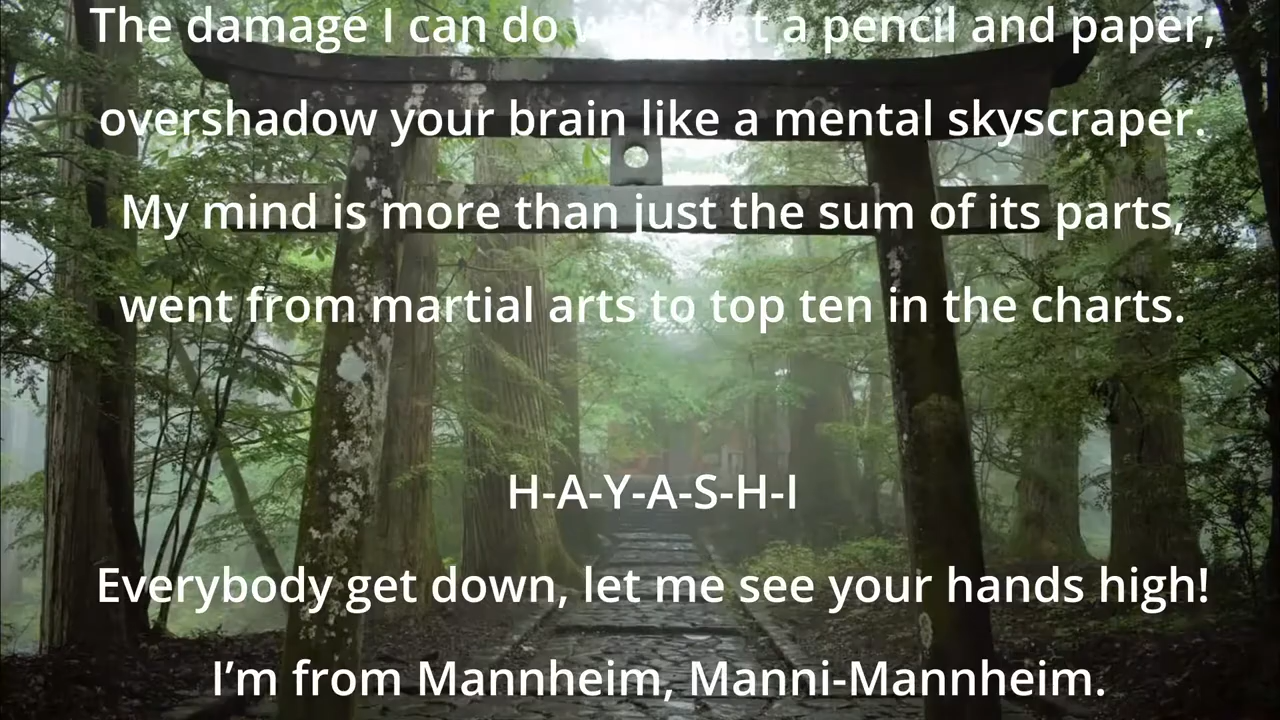 The damage I can do with just a pencil and paper,
overshadow your brain like a mental skyscraper.
My mind is more than just the sum of its parts,
went from martial arts to top ten in the charts.
H-A-Y-A-S-H-I
Everybody get down, let me see your hands high!
I’m from Mannheim, Manni-Mannheim.